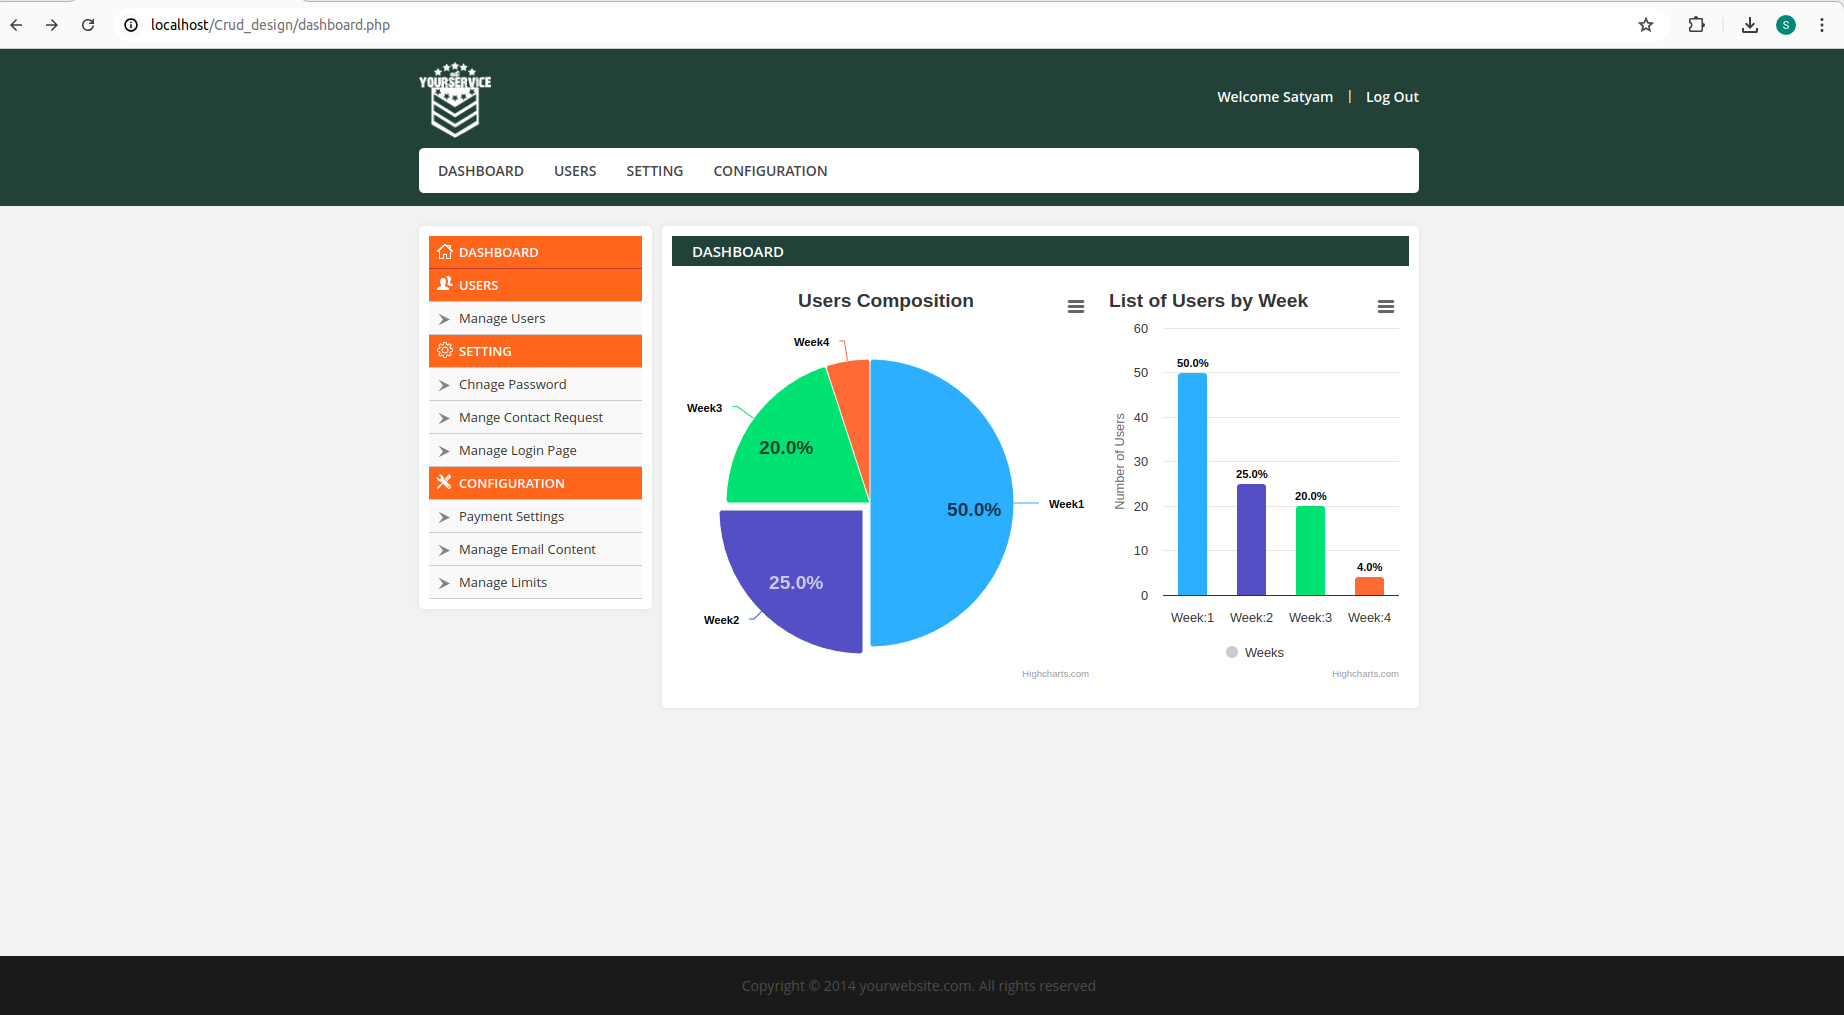 localhost/Crud_design/dashboard.php
S
YOURSERVICE
Welcome Satyam | Log Out
DASHBOARD USERS SETTING CONFIGURATION
DASHBOARD
USERS
Manage Users
SETTING
Chnage Password
Mange Contact Request
Manage Login Page
CONFIGURATION
Payment Settings
Manage Email Content
Manage Limits
DASHBOARD
Users Composition
Week4
Week3
20.0%
50.0%
Week1
25.0%
Week2
Highcharts.com
List of Users by Week
60
50
40
30
20
10
0
Number of Users
50.0%
25.0%
20.0%
4.0%
Week:1 Week:2 Week:3 Week:4
Weeks
Highcharts.com
Copyright © 2014 yourwebsite.com. All rights reserved